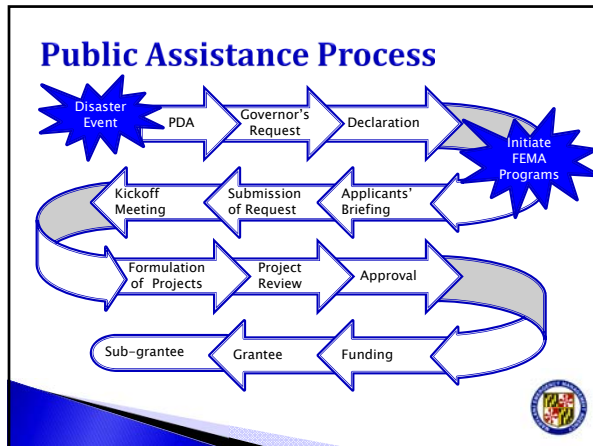 Public Assistance Process
Disaster
Event
PDA
Governor's
Request
Declaration
Initiate
FEMA
Programs
Applicants'
Briefing
Submission
of Request
Kickoff
Meeting
Formulation
of Projects
Project
Review
Approval
Funding
Grantee
Sub-grantee